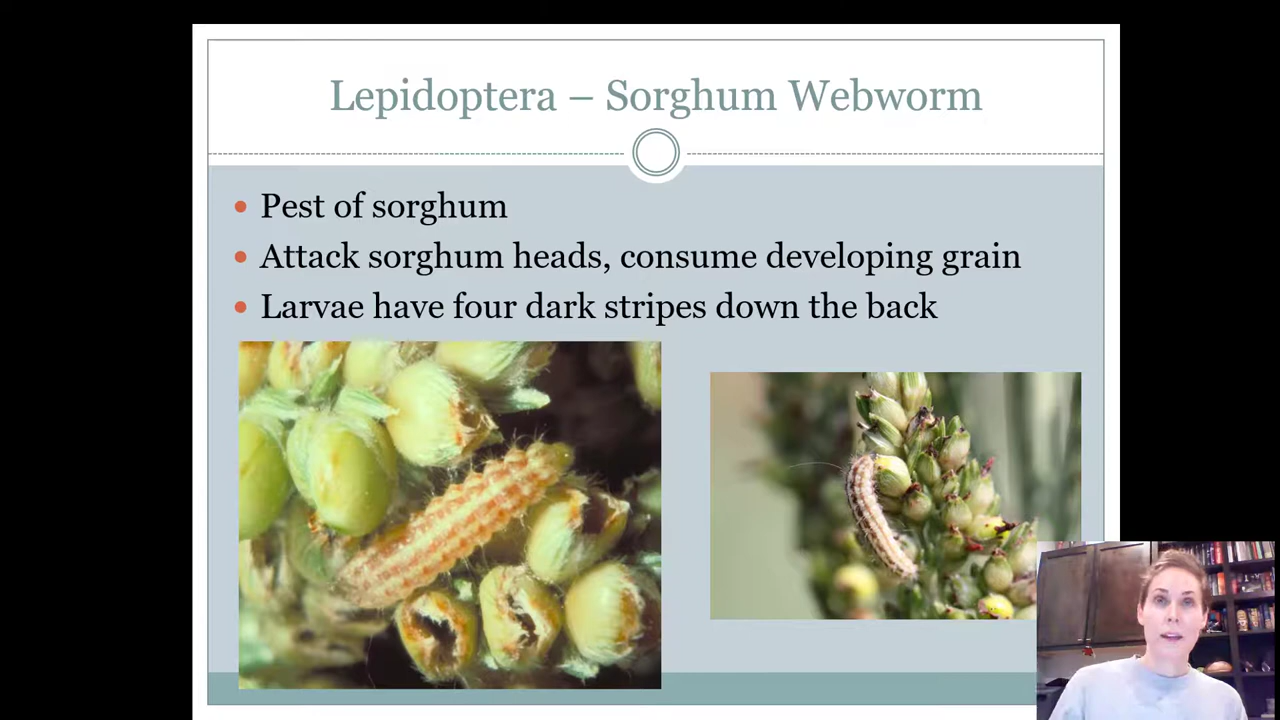 Lepidoptera – Sorghum Webworm
Pest of sorghum
Attack sorghum heads, consume developing grain
Larvae have four dark stripes down the back